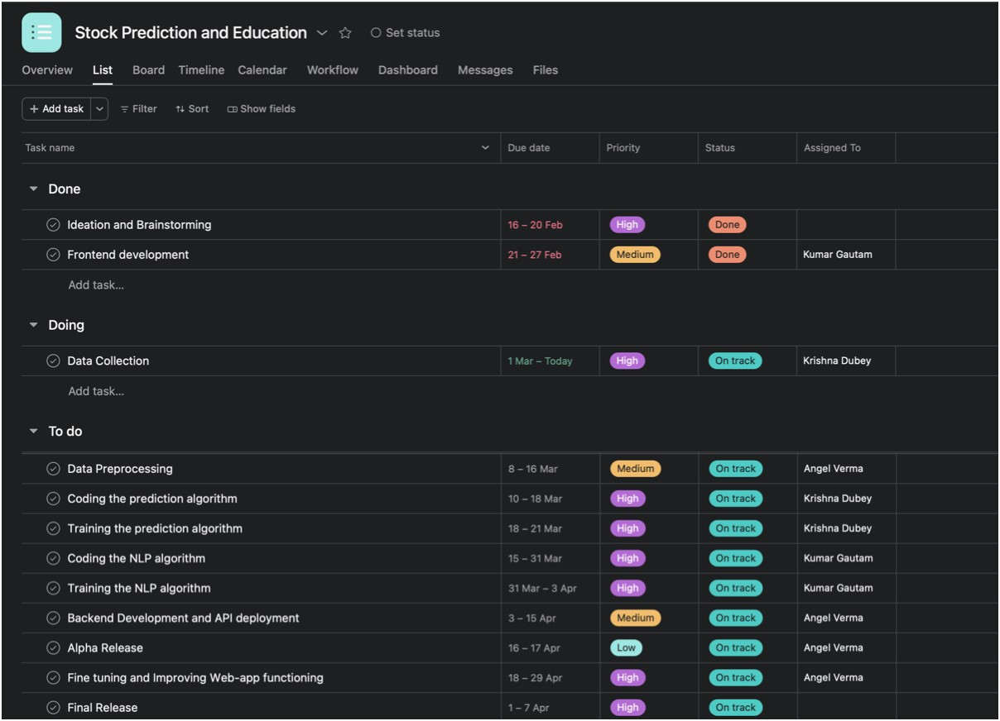 Stock Prediction and Education Set status
Overview List Board Timeline Calendar Workflow Dashboard Messages Files
+ Add task Filter Sort Show fields
Task name Due date Priority Status Assigned To
Done
Ideation and Brainstorming 16 – 20 Feb High Done
Frontend development 21 – 27 Feb Medium Done Kumar Gautam
Add task...
Doing
Data Collection 1 Mar – Today High On track Krishna Dubey
Add task...
To do
Data Preprocessing 8 – 16 Mar Medium On track Angel Verma
Coding the prediction algorithm 10 – 18 Mar High On track Krishna Dubey
Training the prediction algorithm 18 – 21 Mar High On track Krishna Dubey
Coding the NLP algorithm 15 – 31 Mar High On track Kumar Gautam
Training the NLP algorithm 31 Mar – 3 Apr High On track Kumar Gautam
Backend Development and API deployment 3 – 15 Apr Medium On track Angel Verma
Alpha Release 16 – 17 Apr Low On track Angel Verma
Fine tuning and Improving Web-app functioning 18 – 29 Apr High On track Angel Verma
Final Release 1 – 7 Apr High On track